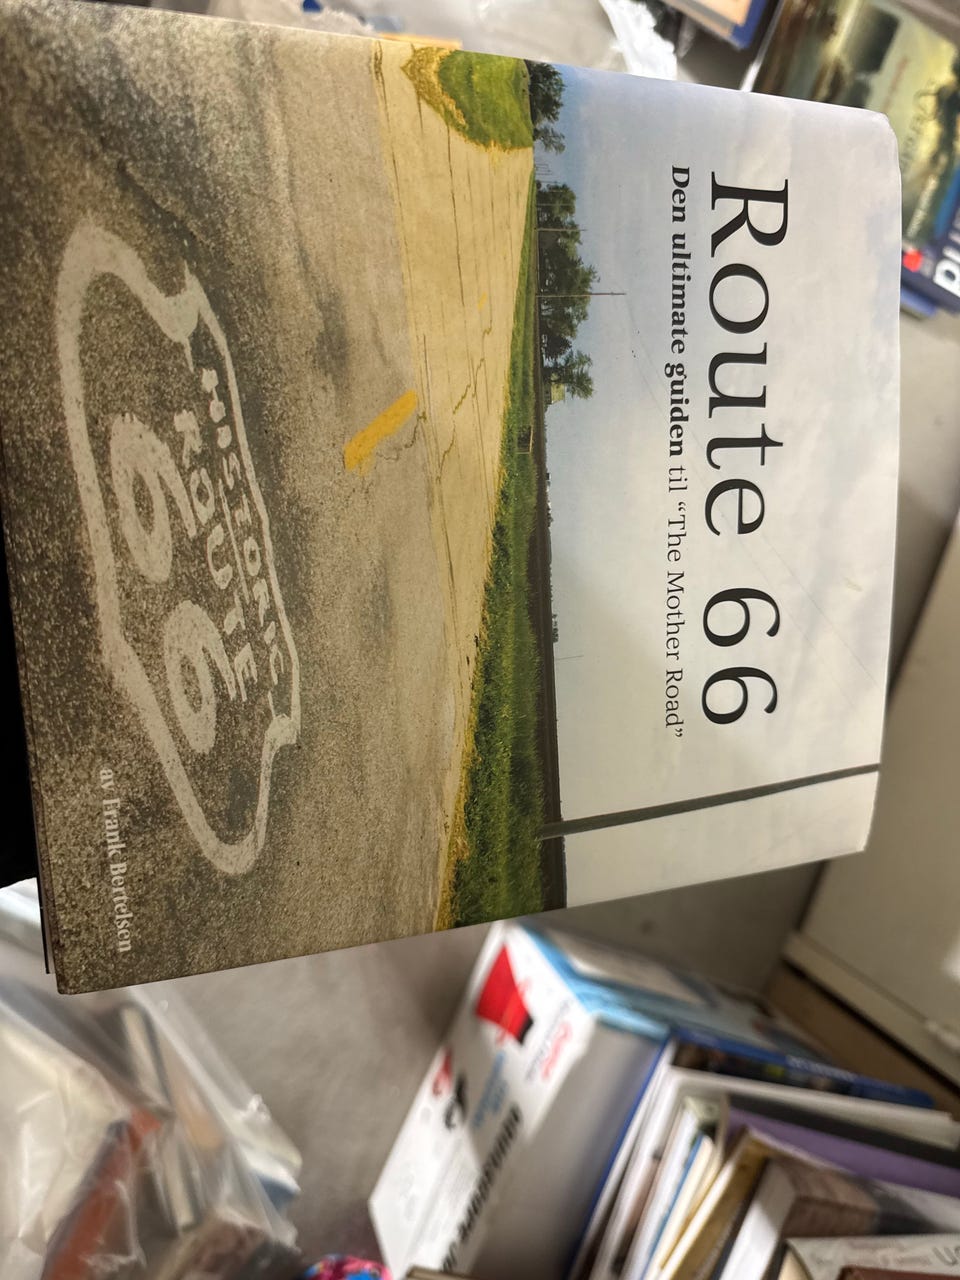 Route 66
Den ultimate guiden til “The Mother Road”
HISTORIC
ROUTE
66
av Frank Bertelsen